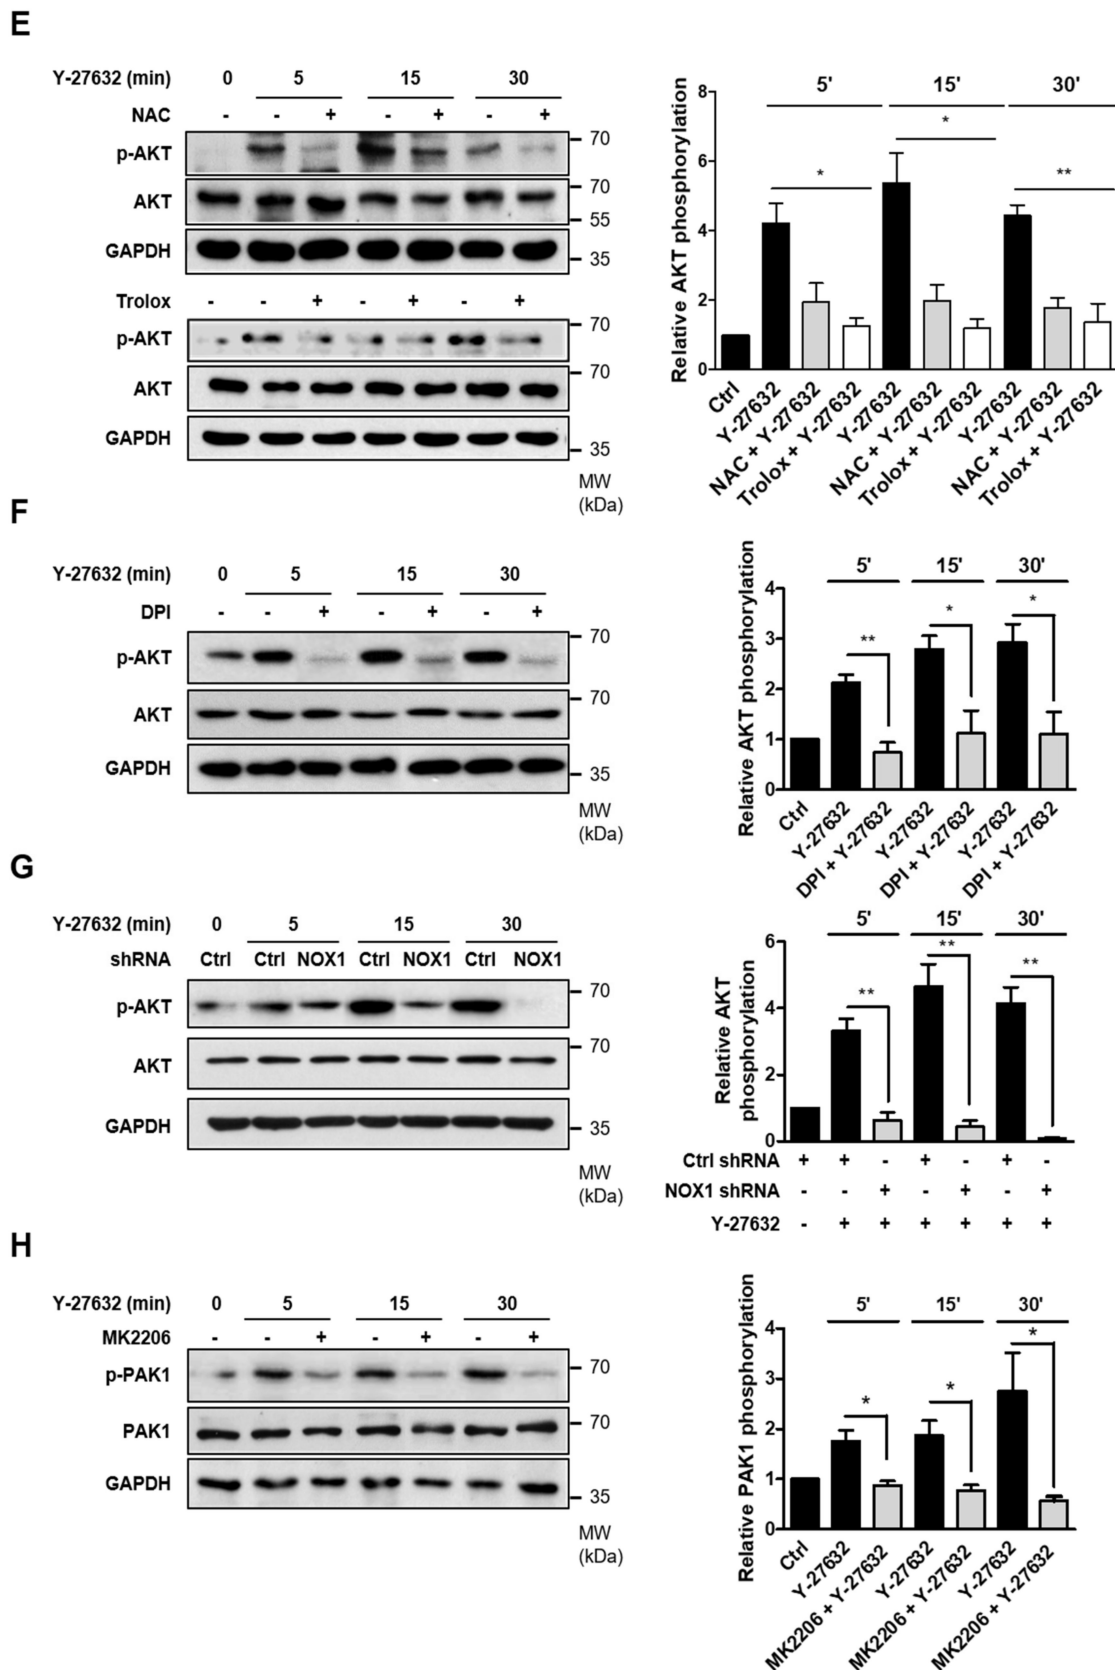 E
Y-27632 (min) 0 5 15 30
NAC - - + - + - +
p-AKT 70
AKT 70
55
GAPDH 35
Trolox - - + - + - +
p-AKT 70
AKT 70
GAPDH 35
MW
(kDa)
Relative AKT phosphorylation
8
6
4
2
0
5' 15' 30'
* * **
Ctrl
Y-27632
NAC + Y-27632
Trolox + Y-27632
Y-27632
NAC + Y-27632
Trolox + Y-27632
Y-27632
NAC + Y-27632
Trolox + Y-27632
F
Y-27632 (min) 0 5 15 30
DPI - - + - + - +
p-AKT 70
AKT 70
GAPDH 35
MW
(kDa)
Relative AKT phosphorylation
4
3
2
1
0
5' 15' 30'
** * *
Ctrl
Y-27632
DPI + Y-27632
Y-27632
DPI + Y-27632
Y-27632
DPI + Y-27632
G
Y-27632 (min) 0 5 15 30
shRNA Ctrl Ctrl NOX1 Ctrl NOX1 Ctrl NOX1
p-AKT 70
AKT 70
GAPDH 35
MW
(kDa)
Relative AKT
phosphorylation
6
4
2
0
5' 15' 30'
** ** **
Ctrl shRNA + + - + - + -
NOX1 shRNA - - + - + - +
Y-27632 - + + + + + +
H
Y-27632 (min) 0 5 15 30
MK2206 - - + - + - +
p-PAK1 70
PAK1 70
GAPDH 35
MW
(kDa)
Relative PAK1 phosphorylation
4
3
2
1
0
5' 15' 30'
* * *
Ctrl
Y-27632
MK2206 + Y-27632
Y-27632
MK2206 + Y-27632
Y-27632
MK2206 + Y-27632